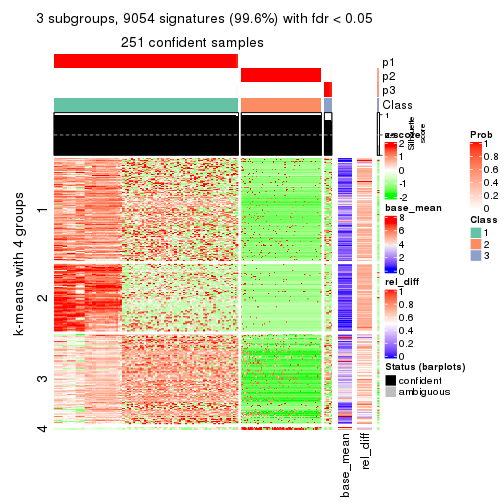 3 subgroups, 9054 signatures (99.6%) with fdr < 0.05
251 confident samples
p1
p2
p3
Class
1
Silhouette
score
k-means with 4 groups
1
2
3
4
base_mean
rel_diff
z-score
2
1
0
-1
-2
base_mean
8
6
4
2
0
rel_diff
1
0.8
0.6
0.4
0.2
0
Status (barplots)
confident
ambiguous
Prob
1
0.8
0.6
0.4
0.2
0
Class
1
2
3